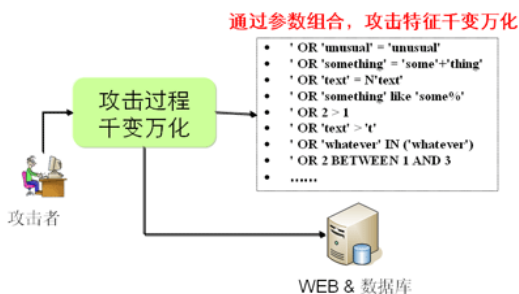 通过参数组合，攻击特征千变万化
• ' OR 'unusual' = 'unusual'
• ' OR 'something' = 'some'+'thing'
• ' OR 'text' = N'text'
• ' OR 'something' like 'some%'
• ' OR 2 > 1
• ' OR 'text' > 't'
• ' OR 'whatever' IN ('whatever')
• ' OR 2 BETWEEN 1 AND 3
• ……
攻击过程
千变万化
攻击者
WEB & 数据库